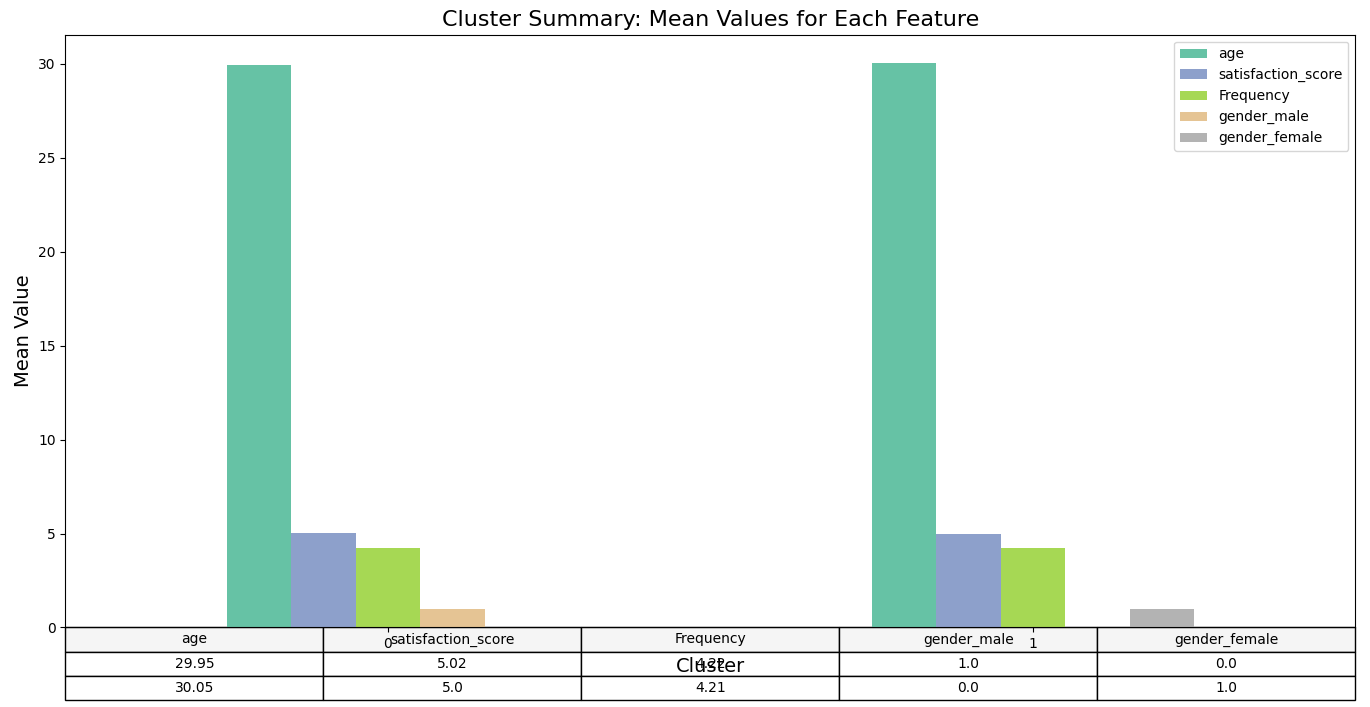 Cluster Summary: Mean Values for Each Feature
age
satisfaction_score
Frequency
gender_male
gender_female
Mean Value
30
25
20
15
10
5
0
0 1
age satisfaction_score Frequency gender_male gender_female
Cluster
29.95 5.02 1.0 0.0
30.05 5.0 4.21 0.0 1.0